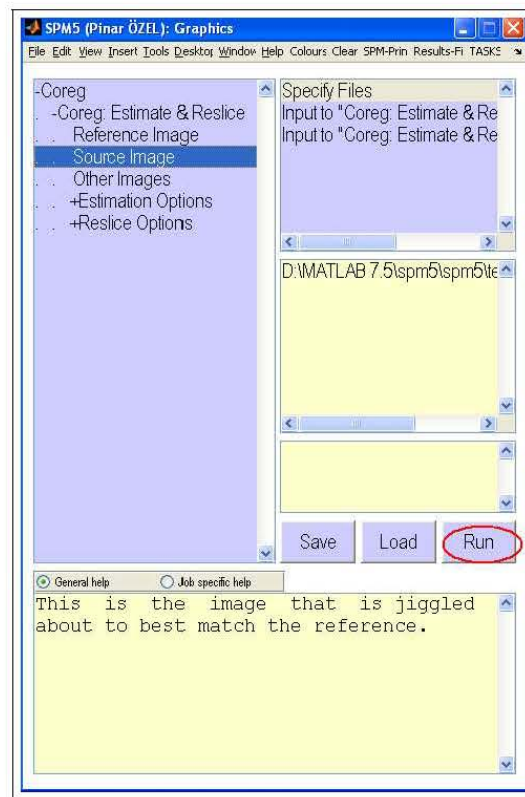 SPM5 (Pinar ÖZEL): Graphics
File Edit View Insert Tools Desktop Window Help Colours Clear SPM-Prin Results-Fi TASKS
-Coreg
. -Coreg: Estimate & Reslice
. . Reference Image
. . Source Image
. . Other Images
. . +Estimation Options
. . +Reslice Options
Specify Files
Input to "Coreg: Estimate & Re
Input to "Coreg: Estimate & Re
D:\MATLAB 7.5\spm5\spm5\te
Save Load Run
General help Job specific help
This is the image that is jiggled
about to best match the reference.